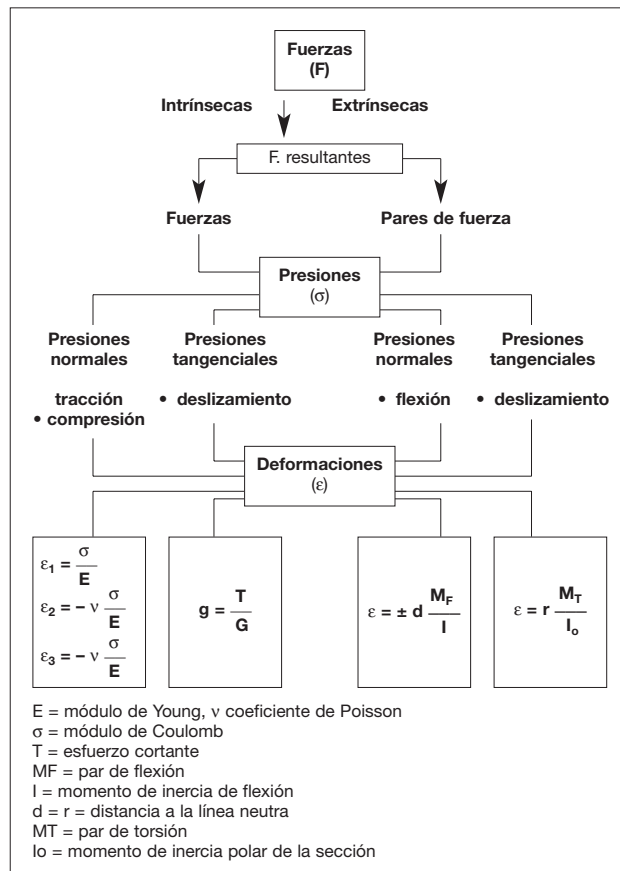 Fuerzas
(F)
Intrínsecas Extrínsecas
F. resultantes
Fuerzas Pares de fuerza
Presiones
(σ)
Presiones normales
Presiones tangenciales
Presiones normales
Presiones tangenciales
tracción
• compresión
• deslizamiento
• flexión
• deslizamiento
Deformaciones
(ε)
ε₁ = σ/E
ε₂ = − ν σ/E
ε₃ = − ν σ/E
g = T/G
ε = ± d M_F/I
ε = r M_T/I_o
E = módulo de Young, ν coeficiente de Poisson
σ = módulo de Coulomb
T = esfuerzo cortante
MF = par de flexión
I = momento de inercia de flexión
d = r = distancia a la línea neutra
MT = par de torsión
Io = momento de inercia polar de la sección